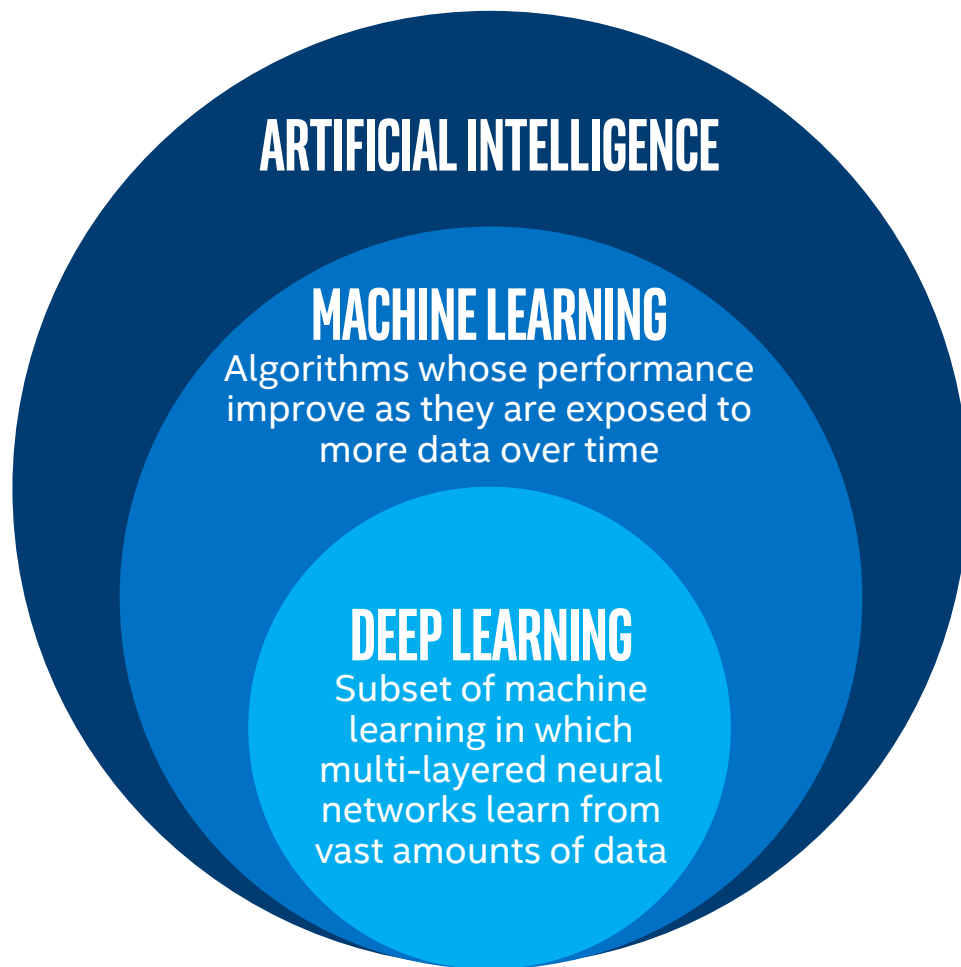 ARTIFICIAL INTELLIGENCE
MACHINE LEARNING
Algorithms whose performance
improve as they are exposed to
more data over time
DEEP LEARNING
Subset of machine
learning in which
multi-layered neural
networks learn from
vast amounts of data